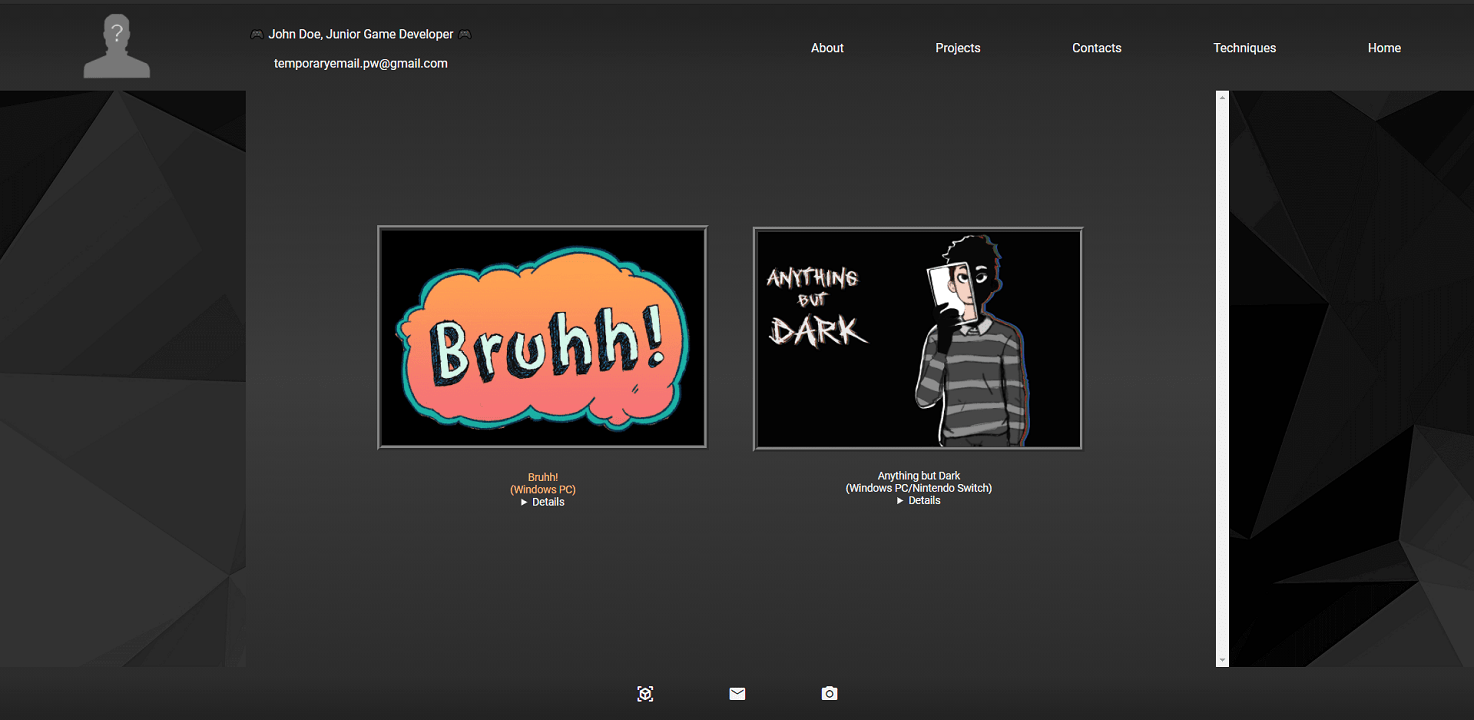 ?
🎮 John Doe, Junior Game Developer 🎮
temporaryemail.pw@gmail.com
About
Projects
Contacts
Techniques
Home
Bruhh!
ANYTHING
BUT
DARK
Bruhh!
(Windows PC)
▶ Details
Anything but Dark
(Windows PC/Nintendo Switch)
▶ Details